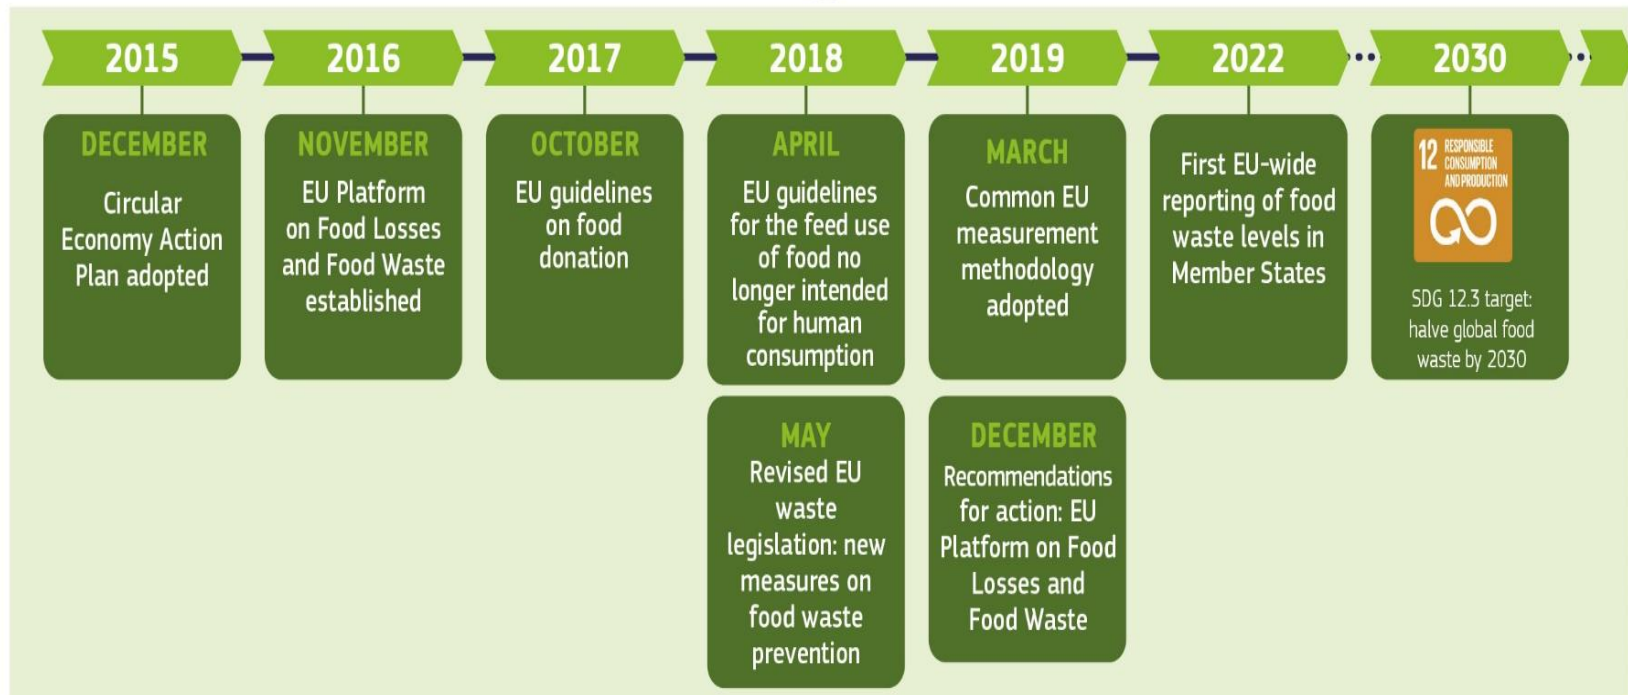 2015
2016
2017
2018
2019
2022
2030
DECEMBER
Circular
Economy Action
Plan adopted
NOVEMBER
EU Platform
on Food Losses
and Food Waste
established
OCTOBER
EU guidelines
on food
donation
APRIL
EU guidelines
for the feed use
of food no
longer intended
for human
consumption
MAY
Revised EU
waste
legislation: new
measures on
food waste
prevention
MARCH
Common EU
measurement
methodology
adopted
DECEMBER
Recommendations
for action: EU
Platform on Food
Losses and
Food Waste
First EU-wide
reporting of food
waste levels in
Member States
12 RESPONSIBLE
CONSUMPTION
AND PRODUCTION
SDG 12.3 target:
halve global food
waste by 2030